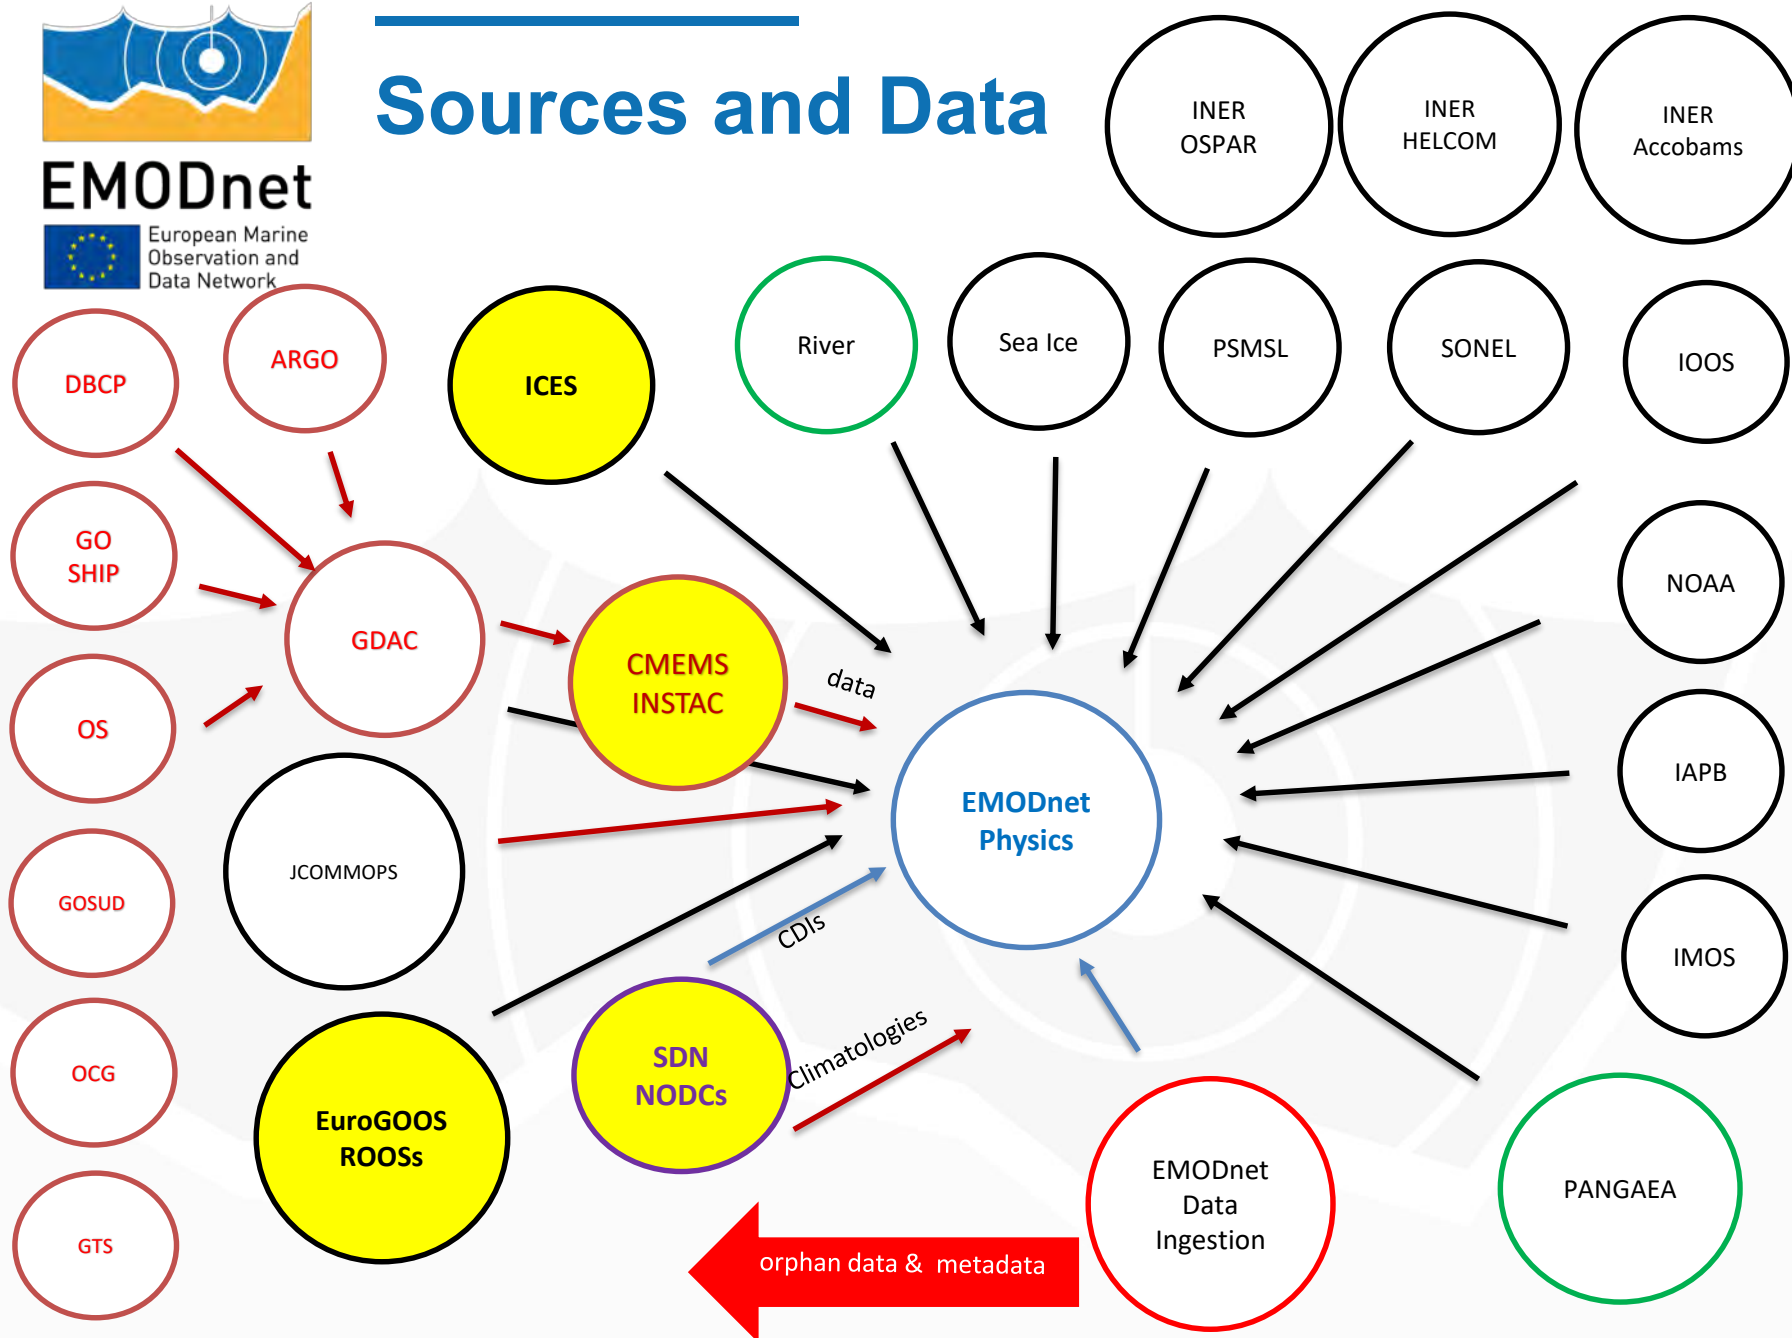 Sources and Data
EMODnet
European Marine
Observation and
Data Network
INER
OSPAR
INER
HELCOM
INER
Accobams
DBCP
ARGO
ICES
River
Sea Ice
PSMSL
SONEL
IOOS
GO
SHIP
GDAC
CMEMS
INSTAC
data
NOAA
OS
EMODnet
Physics
IAPB
JCOMMOPS
GOSUD
CDIs
IMOS
OCG
EuroGOOS
ROOSs
SDN
NODCs
Climatologies
EMODnet
Data
Ingestion
PANGAEA
GTS
orphan data & metadata